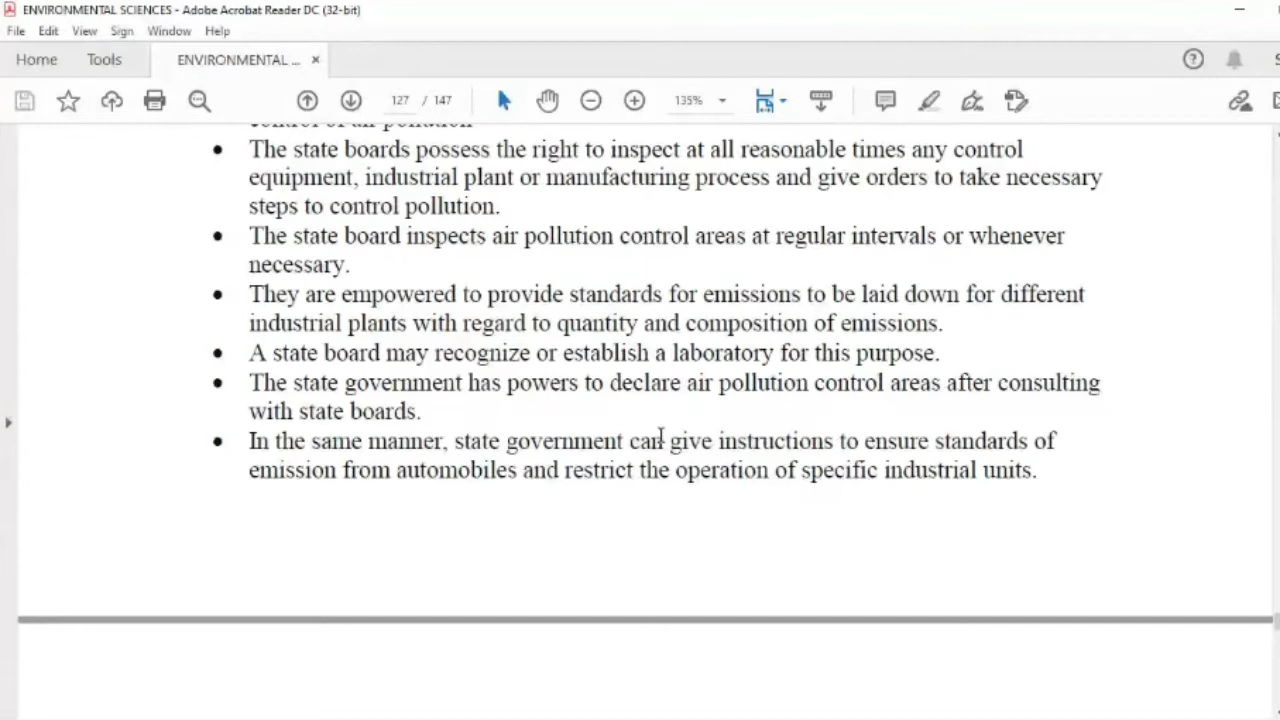 ENVIRONMENTAL SCIENCES - Adobe Acrobat Reader DC (32-bit)
File Edit View Sign Window Help
Home Tools ENVIRONMENTAL ... ×
127 / 147 135%
control of air pollution
• The state boards possess the right to inspect at all reasonable times any control
equipment, industrial plant or manufacturing process and give orders to take necessary
steps to control pollution.
• The state board inspects air pollution control areas at regular intervals or whenever
necessary.
• They are empowered to provide standards for emissions to be laid down for different
industrial plants with regard to quantity and composition of emissions.
• A state board may recognize or establish a laboratory for this purpose.
• The state government has powers to declare air pollution control areas after consulting
with state boards.
• In the same manner, state government can give instructions to ensure standards of
emission from automobiles and restrict the operation of specific industrial units.